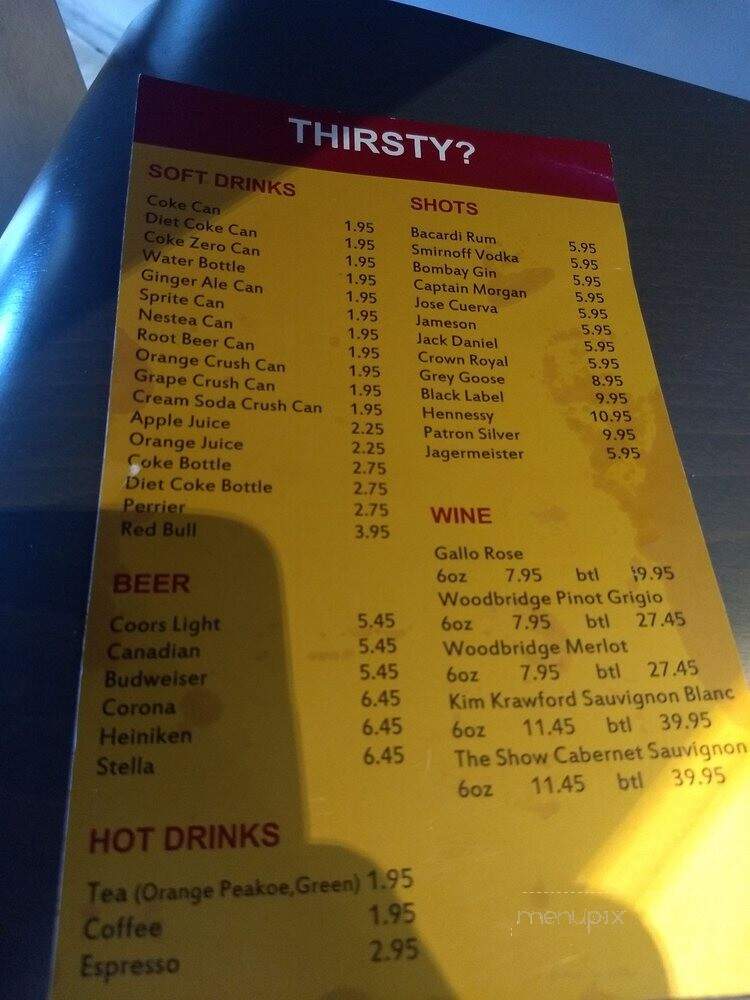 THIRSTY?
SOFT DRINKS
Coke Can 1.95
Diet Coke Can 1.95
Coke Zero Can 1.95
Water Bottle 1.95
Ginger Ale Can 1.95
Sprite Can 1.95
Nestea Can 1.95
Root Beer Can 1.95
Orange Crush Can 1.95
Grape Crush Can 1.95
Cream Soda Crush Can 1.95
Apple Juice 2.25
Orange Juice 2.25
Coke Bottle 2.75
Diet Coke Bottle 2.75
Perrier 2.75
Red Bull 3.95
BEER
Coors Light 5.45
Canadian 5.45
Budweiser 5.45
Corona 6.45
Heiniken 6.45
Stella 6.45
HOT DRINKS
Tea (Orange Peakoe,Green) 1.95
Coffee 1.95
Espresso 2.95
SHOTS
Bacardi Rum 5.95
Smirnoff Vodka 5.95
Bombay Gin 5.95
Captain Morgan 5.95
Jose Cuerva 5.95
Jameson 5.95
Jack Daniel 5.95
Crown Royal 5.95
Grey Goose 8.95
Black Label 9.95
Hennessy 10.95
Patron Silver 9.95
Jagermeister 5.95
WINE
Gallo Rose
6oz 7.95 btl
Woodbridge Pinot Grigio
6oz 7.95 btl 27.45
Woodbridge Merlot
6oz 7.95 btl 27.45
Kim Krawford Sauvignon Blanc
6oz 11.45 btl 39.95
The Show Cabernet Sauvignon
6oz 11.45 btl 39.95
menupix